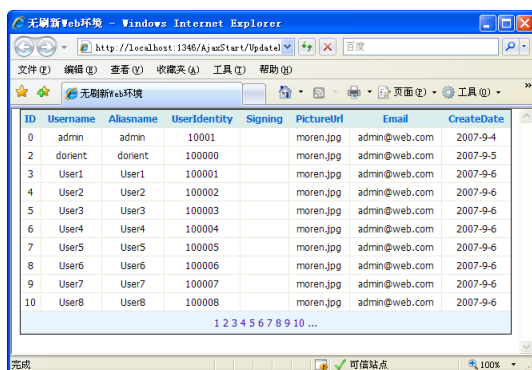 无刷新Web环境 - Windows Internet Explorer
http://localhost:1346/AjaxStart/Updatel
百度
文件(F) 编辑(E) 查看(V) 收藏夹(A) 工具(T) 帮助(H)
无刷新Web环境 页面(P) 工具(O) »
ID Username Aliasname UserIdentity Signing PictureUrl Email CreateDate
0 admin admin 10001 moren.jpg admin@web.com 2007-9-4
2 dorient dorient 100000 moren.jpg admin@web.com 2007-9-5
3 User1 User1 100001 moren.jpg admin@web.com 2007-9-6
4 User2 User2 100002 moren.jpg admin@web.com 2007-9-6
5 User3 User3 100003 moren.jpg admin@web.com 2007-9-6
6 User4 User4 100004 moren.jpg admin@web.com 2007-9-6
7 User5 User5 100005 moren.jpg admin@web.com 2007-9-6
8 User6 User6 100006 moren.jpg admin@web.com 2007-9-6
9 User7 User7 100007 moren.jpg admin@web.com 2007-9-6
10 User8 User8 100008 moren.jpg admin@web.com 2007-9-6
1 2 3 4 5 6 7 8 9 10 ...
完成 可信站点 100%